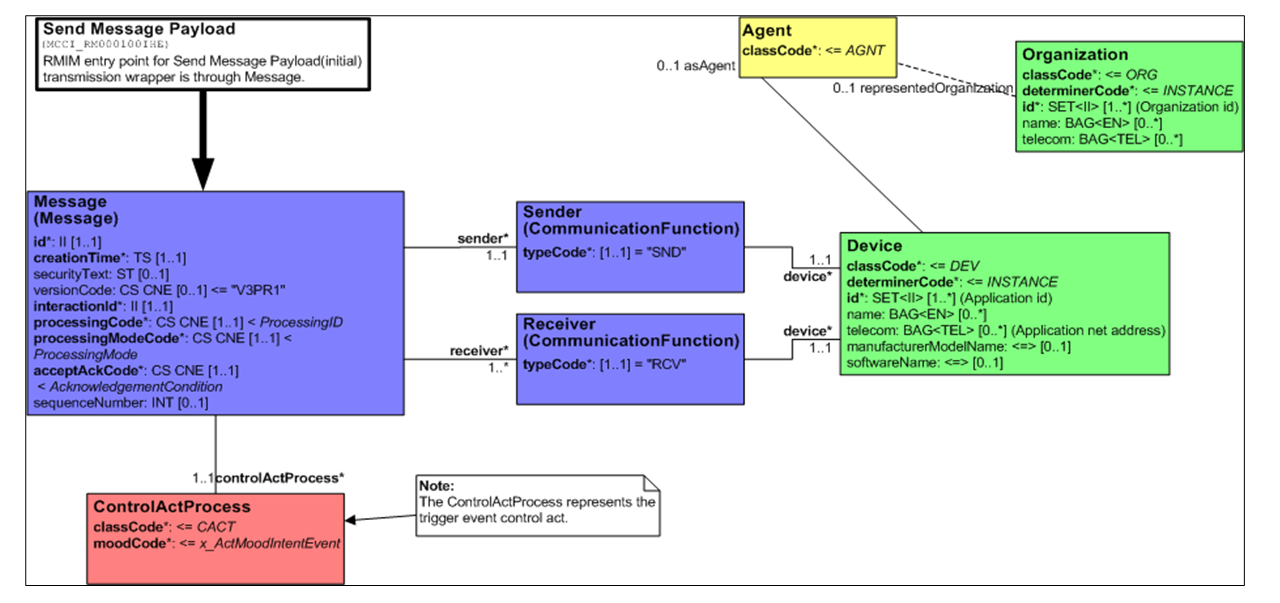 Send Message Payload
(MCCI_RM000100IHE)
RMIM entry point for Send Message Payload(initial)
transmission wrapper is through Message.
Agent
classCode*: <= AGNT
0..1 asAgent
0..1 representedOrganization
Organization
classCode*: <= ORG
determinerCode*: <= INSTANCE
id*: SET<II> [1..*] (Organization id)
name: BAG<EN> [0..*]
telecom: BAG<TEL> [0..*]
Message
(Message)
id*: II [1..1]
creationTime*: TS [1..1]
securityText: ST [0..1]
versionCode: CS CNE [0..1] <= "V3PR1"
interactionId*: II [1..1]
processingCode*: CS CNE [1..1] < ProcessingID
processingModeCode*: CS CNE [1..1] <
ProcessingMode
acceptAckCode*: CS CNE [1..1]
< AcknowledgementCondition
sequenceNumber: INT [0..1]
sender*
1..1
Sender
(CommunicationFunction)
typeCode*: [1..1] = "SND"
1..1
device*
receiver*
1..*
Receiver
(CommunicationFunction)
typeCode*: [1..1] = "RCV"
device*
1..1
Device
classCode*: <= DEV
determinerCode*: <= INSTANCE
id*: SET<II> [1..*] (Application id)
name: BAG<EN> [0..*]
telecom: BAG<TEL> [0..*] (Application net address)
manufacturerModelName: <=> [0..1]
softwareName: <=> [0..1]
1..1controlActProcess*
ControlActProcess
classCode*: <= CACT
moodCode*: <= x_ActMoodIntentEvent
Note:
The ControlActProcess represents the
trigger event control act.